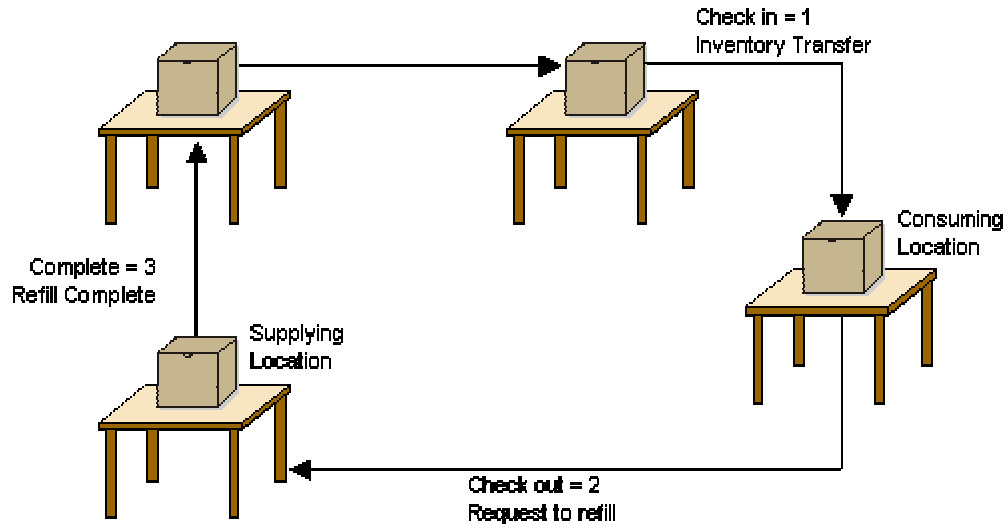 Check in = 1
Inventory Transfer
Consuming
Location
Complete = 3
Refill Complete
Supplying
Location
Check out = 2
Request to refill